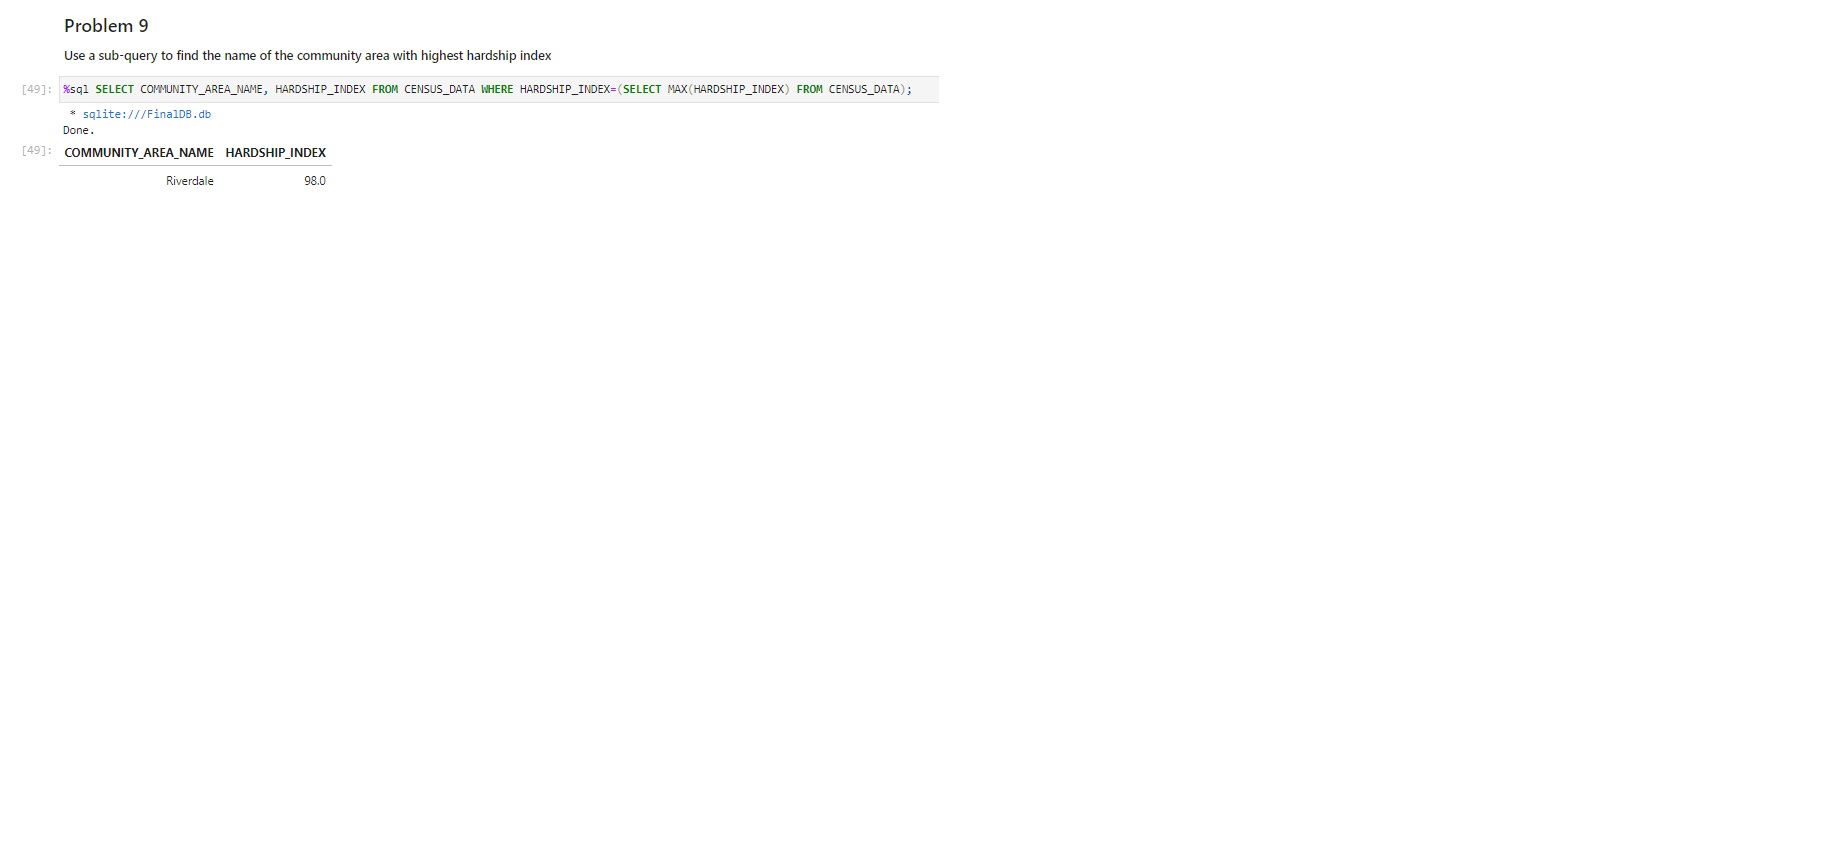 Problem 9
Use a sub-query to find the name of the community area with highest hardship index
[49]: %sql SELECT COMMUNITY_AREA_NAME, HARDSHIP_INDEX FROM CENSUS_DATA WHERE HARDSHIP_INDEX=(SELECT MAX(HARDSHIP_INDEX) FROM CENSUS_DATA);
* sqlite:///FinalDB.db
Done.
[49]: COMMUNITY_AREA_NAME HARDSHIP_INDEX
Riverdale 98.0